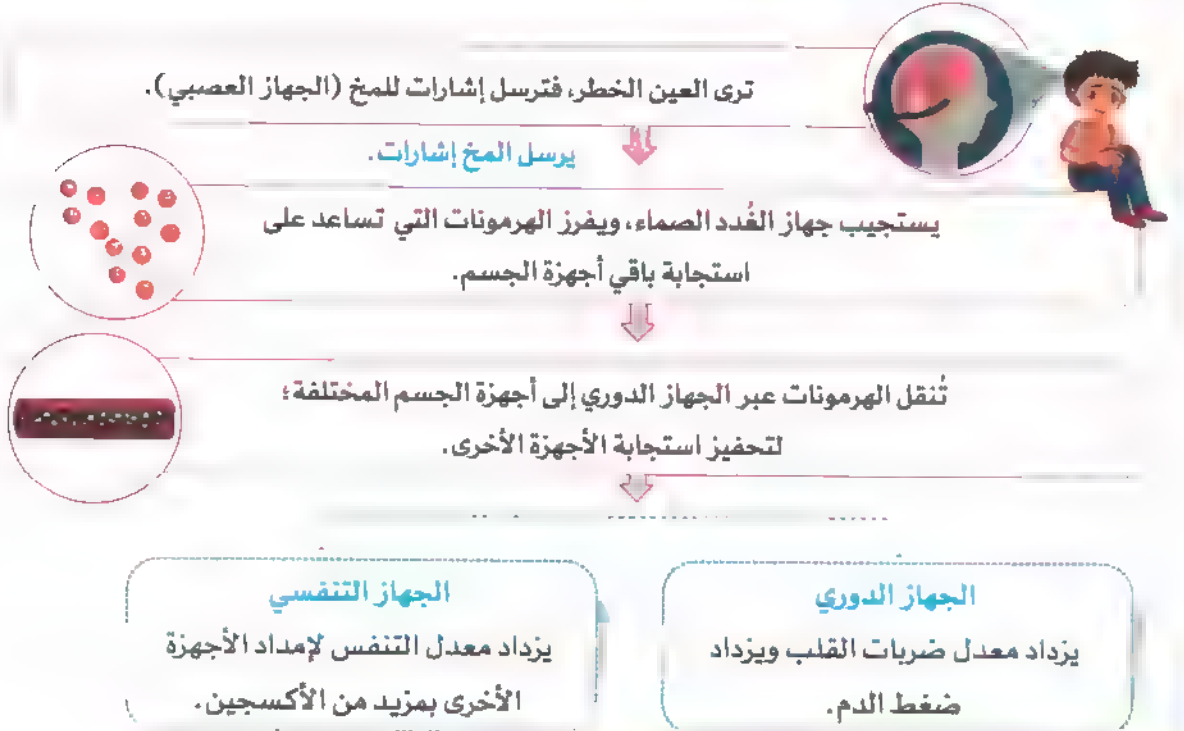 ترى العين الخطر، فترسل إشارات للمخ (الجهاز العصبي).
يرسل المخ إشارات.
يستجيب جهاز الغُدد الصماء، ويفرز الهرمونات التي تساعد على
استجابة باقي أجهزة الجسم.
تُنقل الهرمونات عبر الجهاز الدوري إلى أجهزة الجسم المختلفة؛
لتحفيز استجابة الأجهزة الأخرى.
الجهاز الدوري
يزداد معدل ضربات القلب ويزداد
ضغط الدم.
الجهاز التنفسي
يزداد معدل التنفس لإمداد الأجهزة
الأخرى بمزيد من الأكسجين.